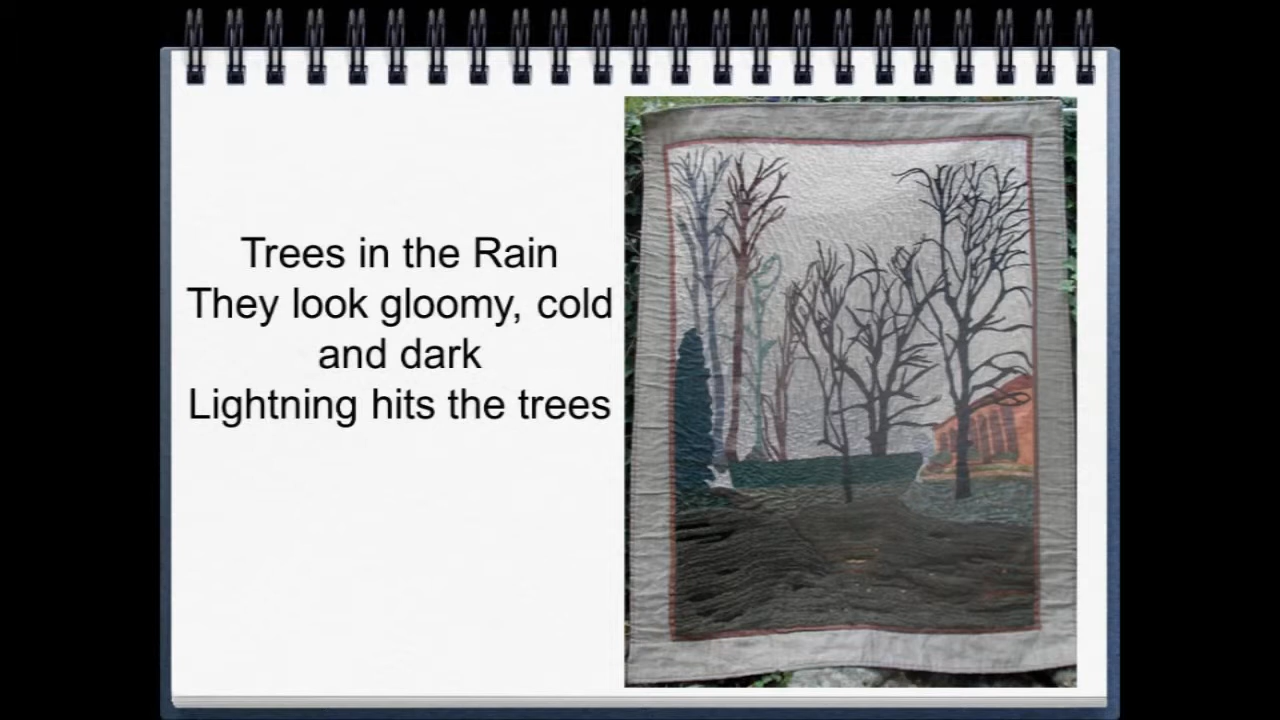 Trees in the Rain
They look gloomy, cold
and dark
Lightning hits the trees